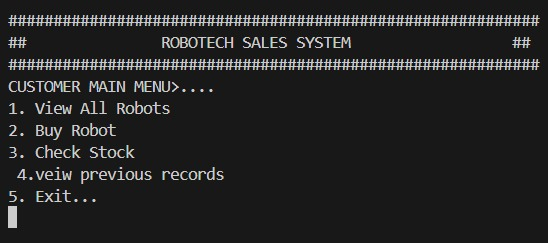 ###########################################################
## ROBOTECH SALES SYSTEM ##
###########################################################
CUSTOMER MAIN MENU>....
1. View All Robots
2. Buy Robot
3. Check Stock
4.veiw previous records
5. Exit...